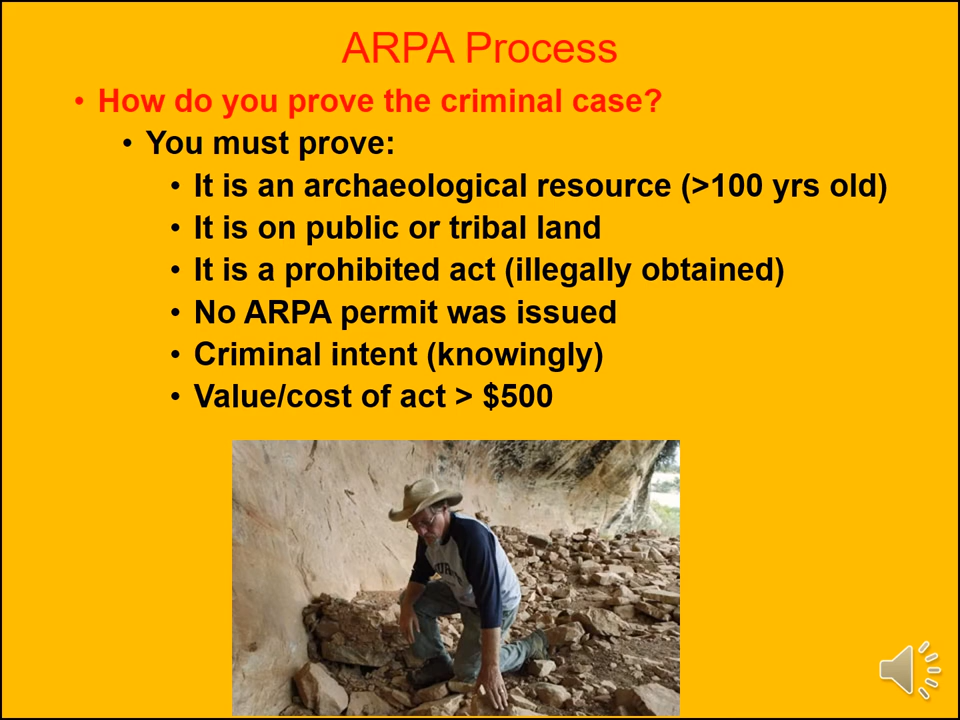 ARPA Process
• How do you prove the criminal case?
• You must prove:
• It is an archaeological resource (>100 yrs old)
• It is on public or tribal land
• It is a prohibited act (illegally obtained)
• No ARPA permit was issued
• Criminal intent (knowingly)
• Value/cost of act > $500